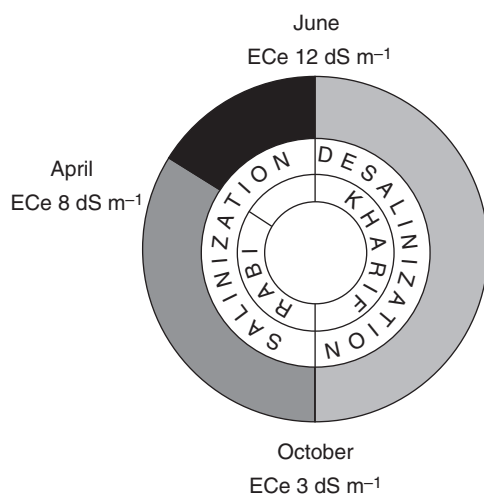 June
ECe 12 dS m⁻¹
April
ECe 8 dS m⁻¹
SALINIZATION
DESALINIZATION
RABI
KHARIF
October
ECe 3 dS m⁻¹